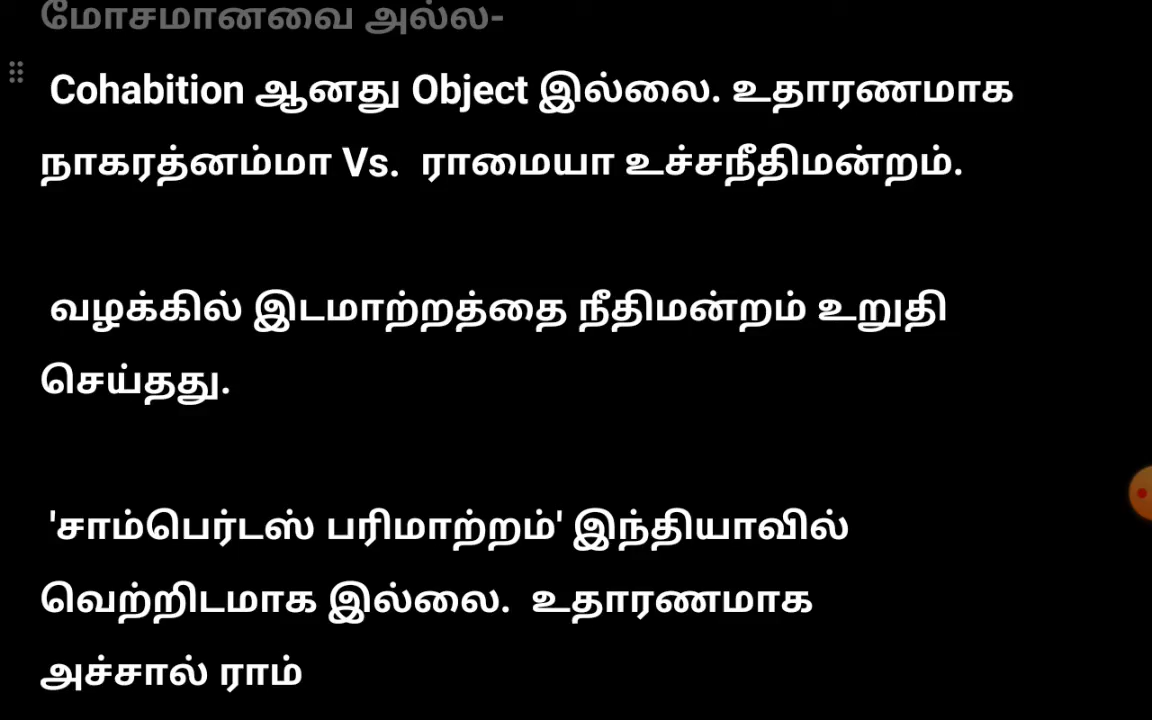 மோசமானவை அல்ல-
Cohabition ஆனது Object இல்லை. உதாரணமாக
நாகரத்னம்மா Vs. ராமையா உச்சநீதிமன்றம்.
வழக்கில் இடமாற்றத்தை நீதிமன்றம் உறுதி
செய்தது.
'சாம்பெர்டஸ் பரிமாற்றம்' இந்தியாவில்
வெற்றிடமாக இல்லை. உதாரணமாக
அச்சால் ராம்